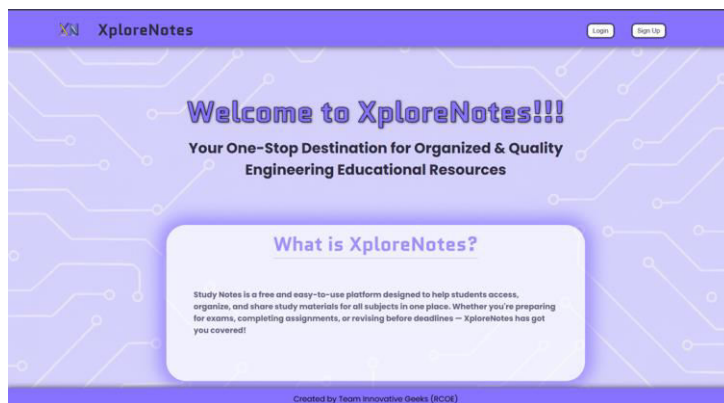 XN XploreNotes Login Sign Up
Welcome to XploreNotes!!!
Your One-Stop Destination for Organized & Quality
Engineering Educational Resources
What is XploreNotes?
Study Notes is a free and easy-to-use platform designed to help students access,
organize, and share study materials for all subjects in one place. Whether you're preparing
for exams, completing assignments, or revising before deadlines — XploreNotes has got
you covered!
Created by Team Innovative Geeks (RCOE)